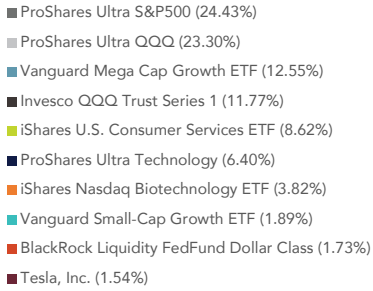 ProShares Ultra S&P500 (24.43%)
ProShares Ultra QQQ (23.30%)
Vanguard Mega Cap Growth ETF (12.55%)
Invesco QQQ Trust Series 1 (11.77%)
iShares U.S. Consumer Services ETF (8.62%)
ProShares Ultra Technology (6.40%)
iShares Nasdaq Biotechnology ETF (3.82%)
Vanguard Small-Cap Growth ETF (1.89%)
BlackRock Liquidity FedFund Dollar Class (1.73%)
Tesla, Inc. (1.54%)